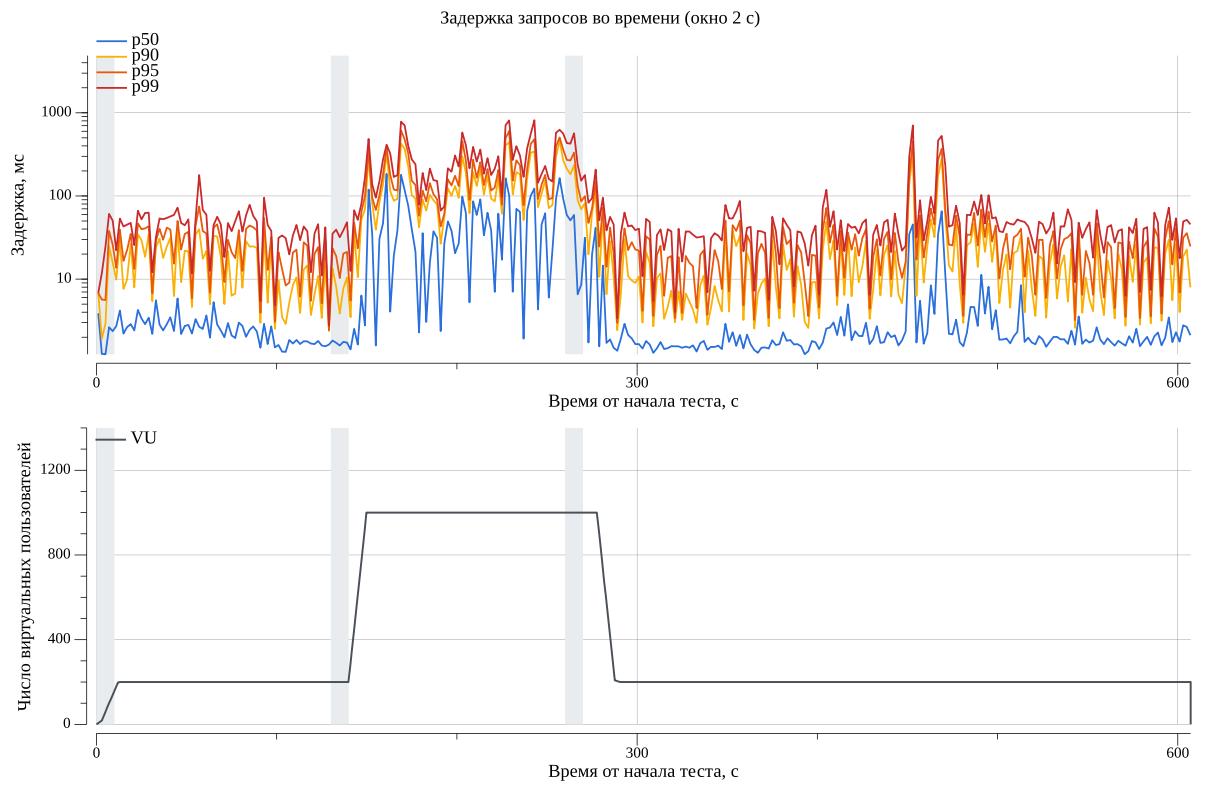 Задержка запросов во времени (окно 2 с)
p50
p90
p95
p99
1000
100
10
Задержка, мс
0
300
600
Время от начала теста, с
VU
1200
800
400
0
Число виртуальных пользователей
0
300
600
Время от начала теста, с